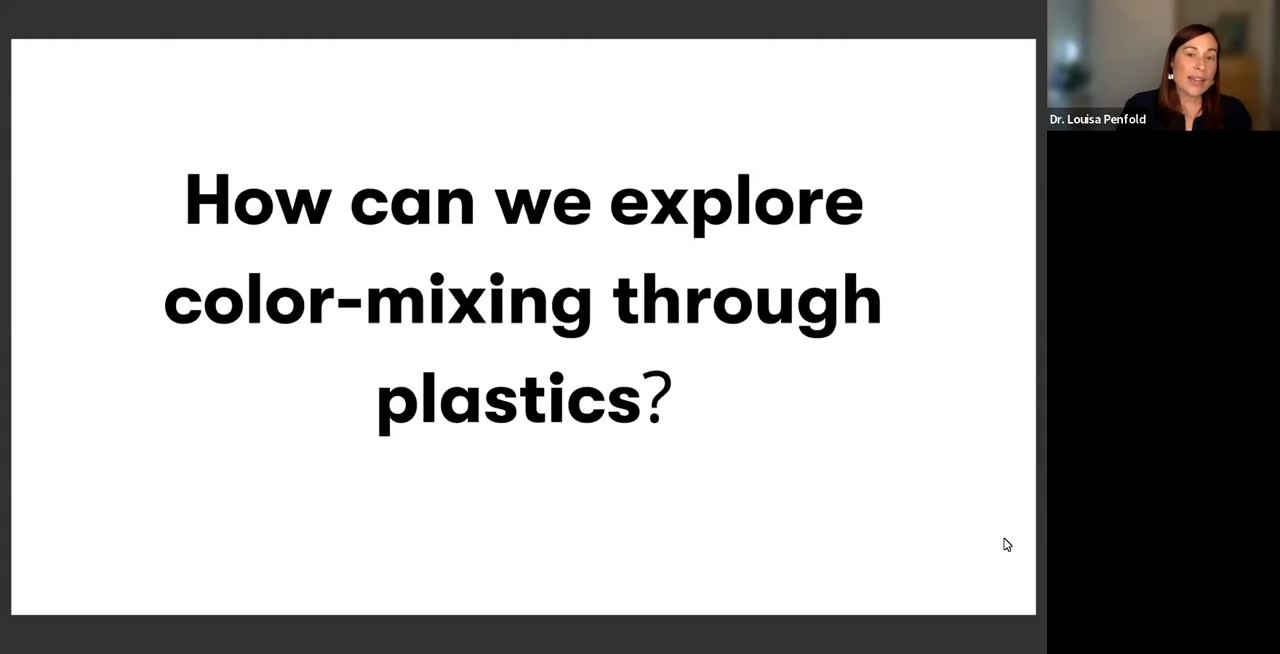 How can we explore
color-mixing through
plastics?
Dr. Louisa Penfold